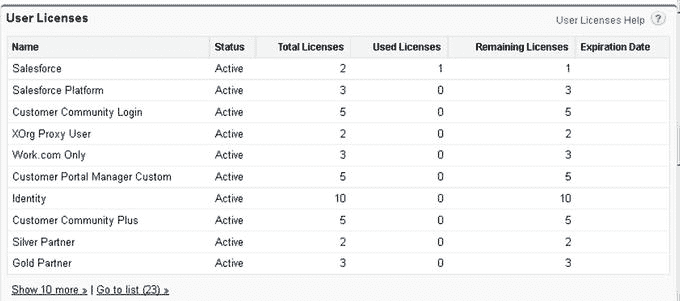 User Licenses
User Licenses Help ?
Name Status Total Licenses Used Licenses Remaining Licenses Expiration Date
Salesforce Active 2 1 1
Salesforce Platform Active 3 0 3
Customer Community Login Active 5 0 5
XOrg Proxy User Active 2 0 2
Work.com Only Active 3 0 3
Customer Portal Manager Custom Active 5 0 5
Identity Active 10 0 10
Customer Community Plus Active 5 0 5
Silver Partner Active 2 0 2
Gold Partner Active 3 0 3
Show 10 more » | Go to list (23) »